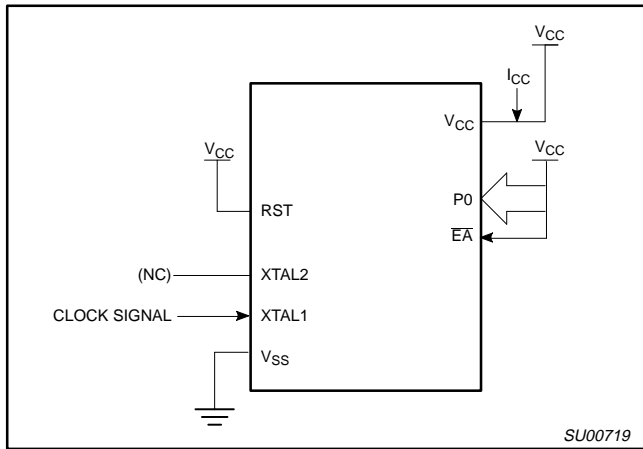 VCC
ICC
VCC
VCC
VCC
P0
EA
RST
(NC)
XTAL2
CLOCK SIGNAL
XTAL1
VSS
SU00719